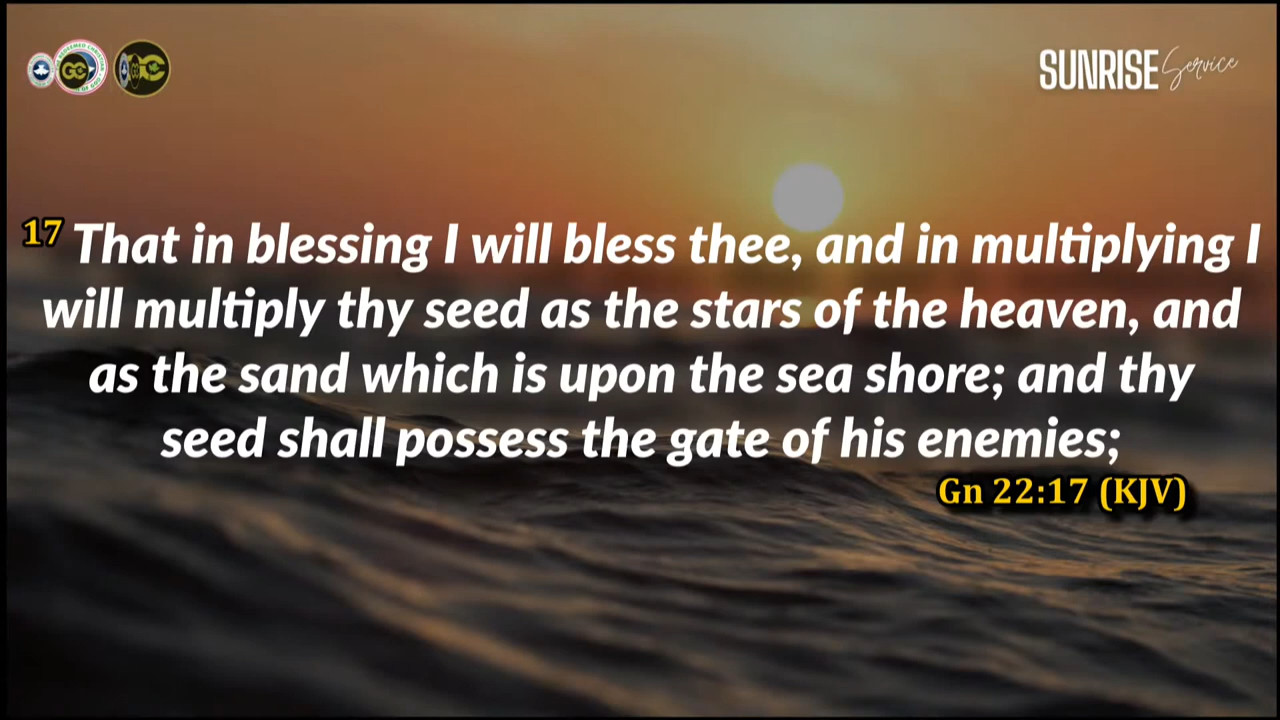 SUNRISE Service
17 That in blessing I will bless thee, and in multiplying I
will multiply thy seed as the stars of the heaven, and
as the sand which is upon the sea shore; and thy
seed shall possess the gate of his enemies;
Gn 22:17 (KJV)